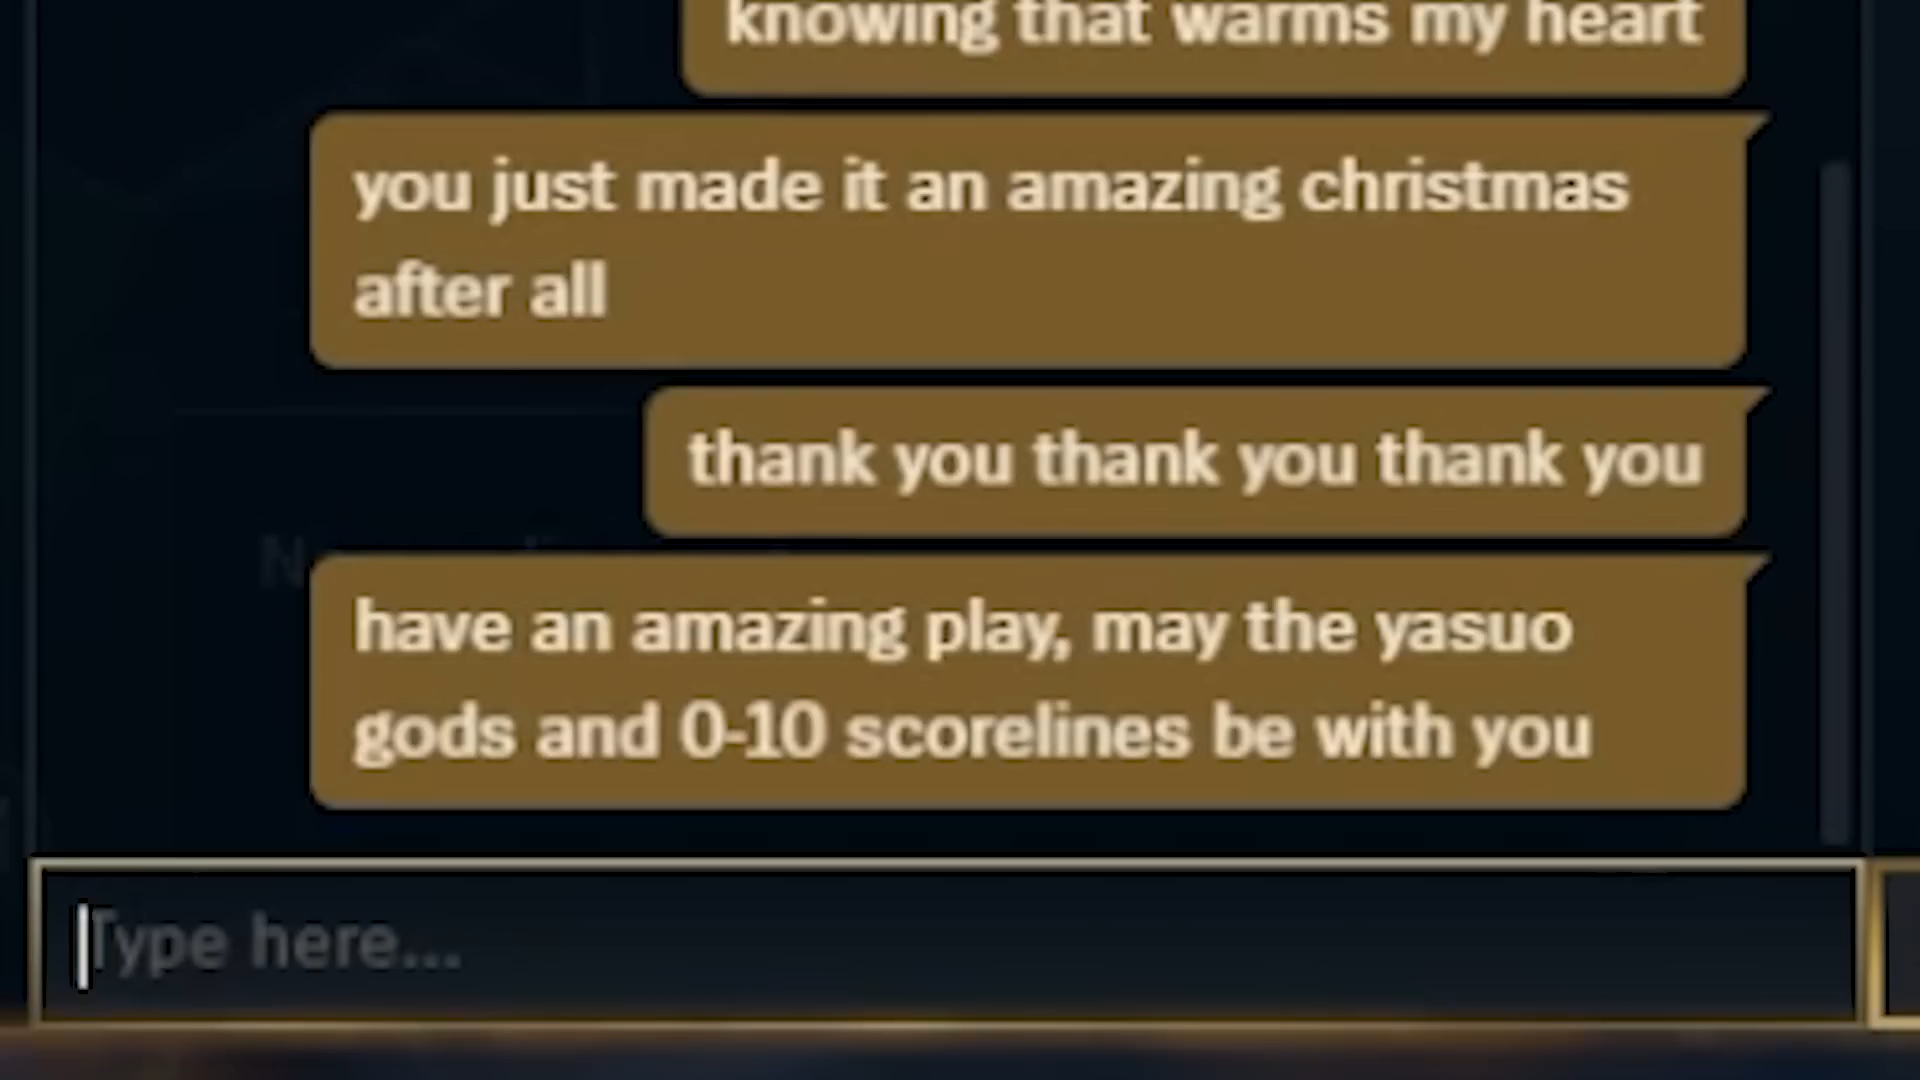 knowing that warms my heart
you just made it an amazing christmas
after all
thank you thank you thank you
have an amazing play, may the yasuo
gods and 0-10 scorelines be with you
Type here...